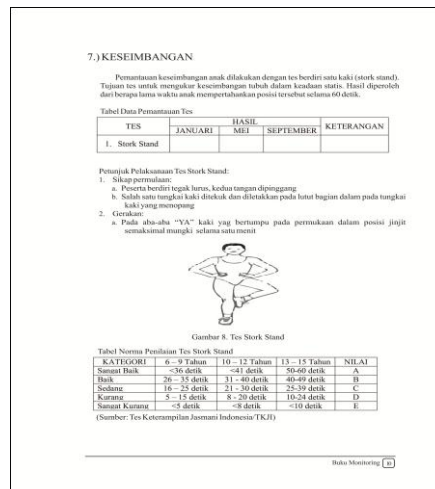 7.) KESEIMBANGAN
Pemantauan keseimbangan anak dilakukan dengan tes berdiri satu kaki (stork stand).
Tujuan tes untuk mengukur keseimbangan tubuh dalam keadaan statis. Hasil diperoleh
dari berapa lama waktu anak mempertahankan posisi tersebut selama 60 detik.
Tabel Data Pemantauan Tes
TES HASIL KETERANGAN
JANUARI MEI SEPTEMBER
1. Stork Stand
Petunjuk Pelaksanaan Tes Stork Stand:
1. Sikap permulaan:
a. Peserta berdiri tegak lurus, kedua tangan dipinggang
b. Salah satu tungkai kaki ditekuk dan diletakkan pada lutut bagian dalam pada tungkai
kaki yang menopang
2. Gerakan:
a. Pada aba-aba "YA" kaki yag bertumpu pada permukaan dalam posisi jinjit
semaksimal mungki selama satu menit
Gambar 8. Tes Stork Stand
Tabel Norma Penilaian Tes Stork Stand
KATEGORI 6 – 9 Tahun 10 – 12 Tahun 13 – 15 Tahun NILAI
Sangat Baik <36 detik <41 detik 50-60 detik A
Baik 26 – 35 detik 31 - 40 detik 40-49 detik B
Sedang 16 – 25 detik 21 - 30 detik 25-39 detik C
Kurang 5 – 15 detik 8 - 20 detik 10-24 detik D
Sangat Kurang <5 detik <8 detik <10 detik E
(Sumber: Tes Keterampilan Jasmani Indonesia/TKJI)
Buku Monitoring